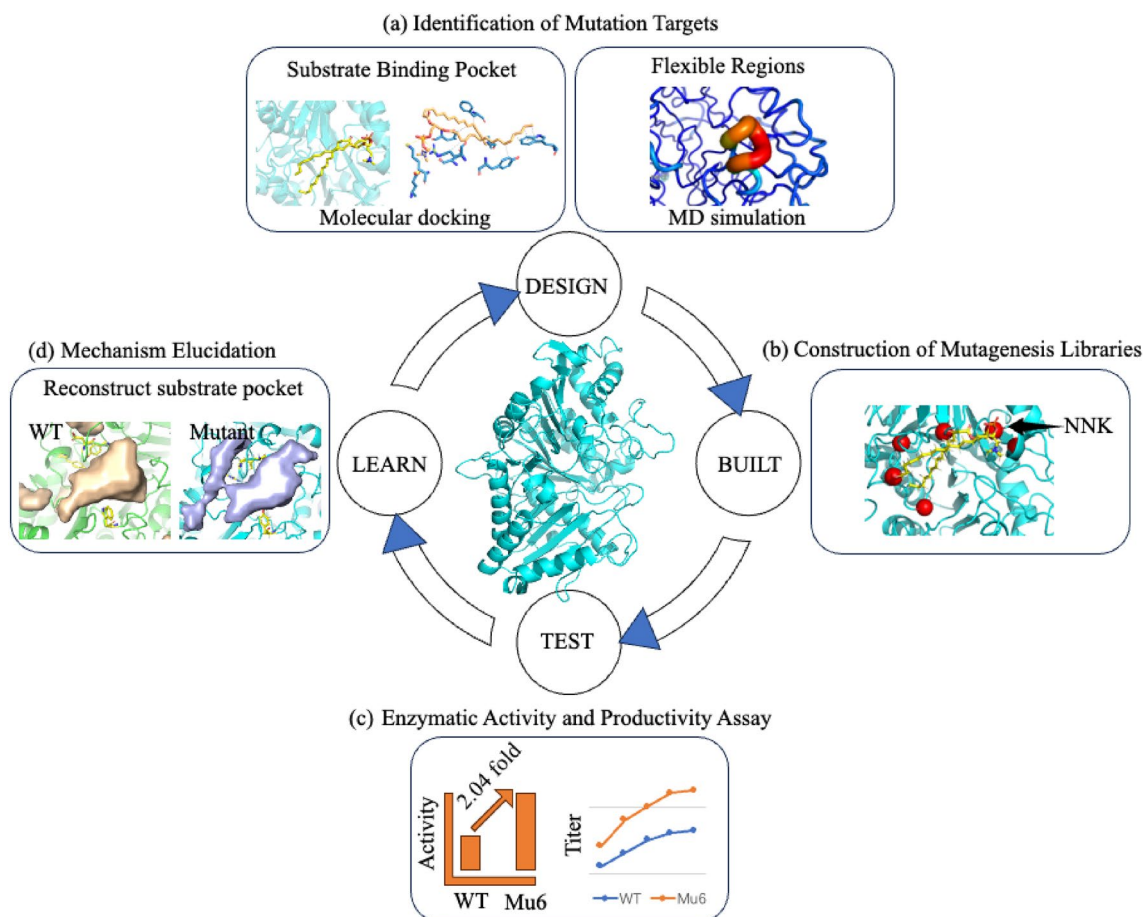 (a) Identification of Mutation Targets
Substrate Binding Pocket
Molecular docking
Flexible Regions
MD simulation
DESIGN
(b) Construction of Mutagenesis Libraries
NNK
BUILT
(d) Mechanism Elucidation
Reconstruct substrate pocket
WT
Mutant
LEARN
TEST
(c) Enzymatic Activity and Productivity Assay
Activity
2.04 fold
WT Mu6
Titer
WT Mu6